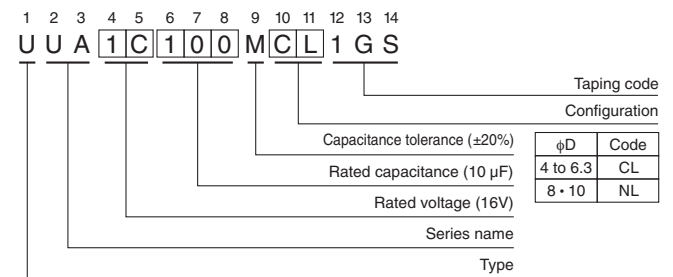 1 2 3 4 5 6 7 8 9 10 11 12 13 14
U U A 1 C 1 0 0 M C L 1 G S
Taping code
Configuration
Capacitance tolerance (±20%)
Rated capacitance (10 µF)
Rated voltage (16V)
Series name
Type
ϕD Code
4 to 6.3 CL
8 • 10 NL